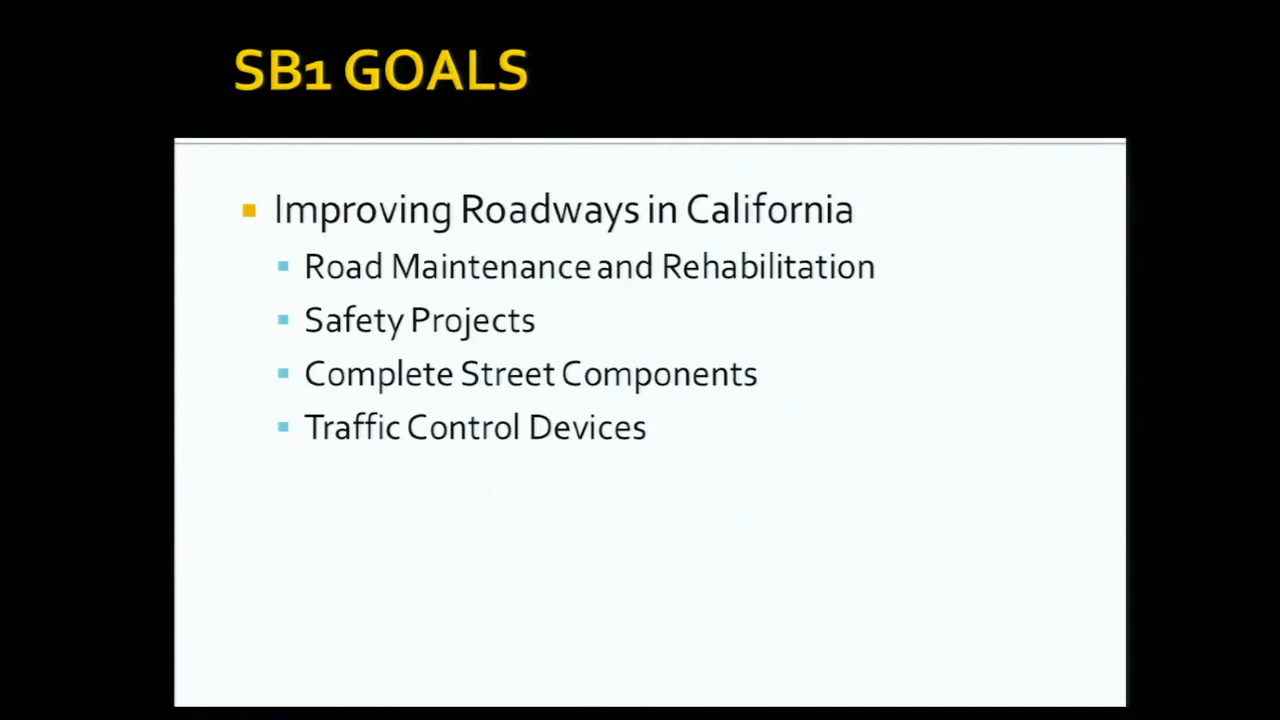 SB1 GOALS
Improving Roadways in California
Road Maintenance and Rehabilitation
Safety Projects
Complete Street Components
Traffic Control Devices